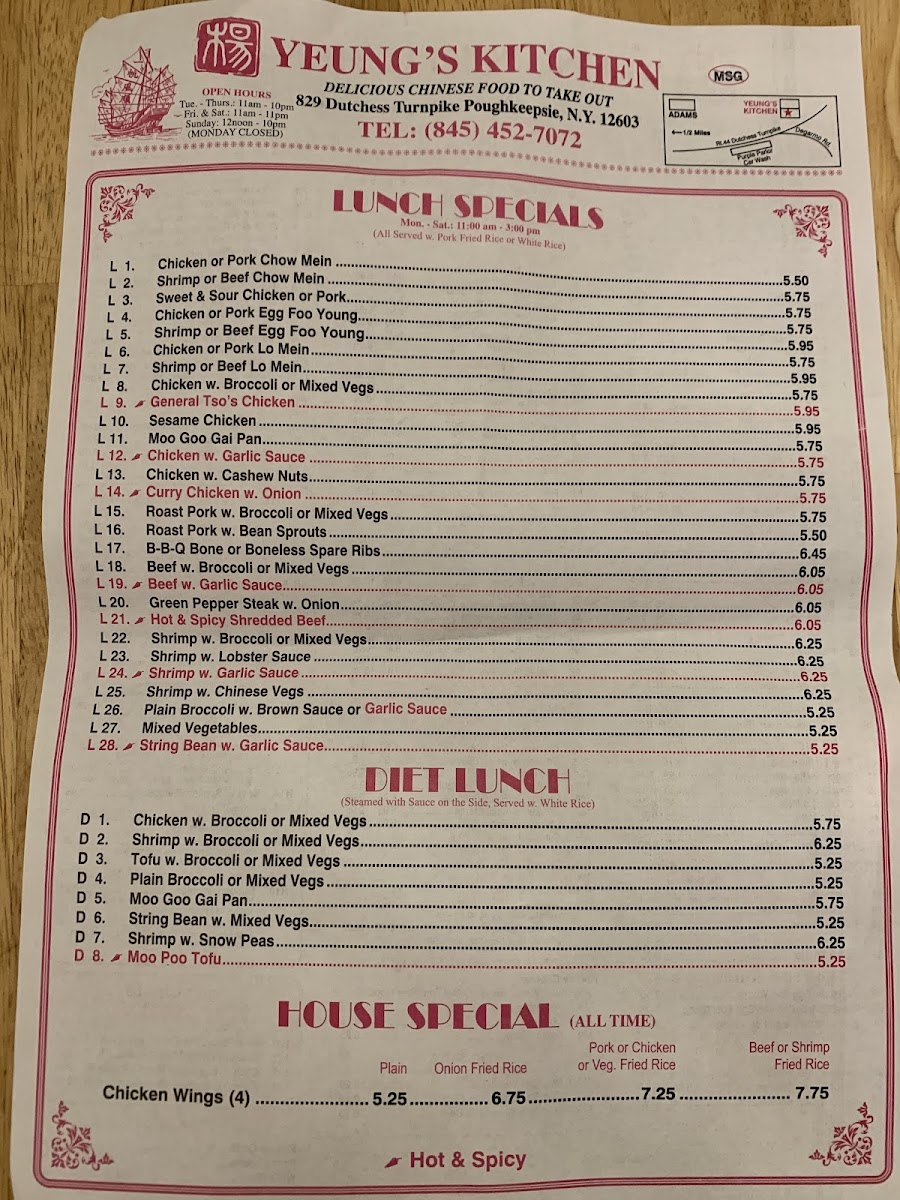 楊
YEUNG'S KITCHEN
DELICIOUS CHINESE FOOD TO TAKE OUT
829 Dutchess Turnpike Poughkeepsie, N.Y. 12603
TEL: (845) 452-7072
OPEN HOURS
Tue. - Thurs.: 11am - 10pm
Fri. & Sat.: 11am - 11pm
Sunday: 12noon - 10pm
(MONDAY CLOSED)
MSG
ADAMS
YEUNG'S
KITCHEN
1/2 Miles
Rt.44 Dutchess Turnpike
Degarmo Rd.
Purple Parlor
Car Wash
LUNCH SPECIALS
Mon. - Sat.: 11:00 am - 3:00 pm
(All Served w. Pork Fried Rice or White Rice)
L 1. Chicken or Pork Chow Mein 5.50
L 2. Shrimp or Beef Chow Mein 5.75
L 3. Sweet & Sour Chicken or Pork 5.75
L 4. Chicken or Pork Egg Foo Young 5.75
L 5. Shrimp or Beef Egg Foo Young 5.95
L 6. Chicken or Pork Lo Mein 5.75
L 7. Shrimp or Beef Lo Mein 5.95
L 8. Chicken w. Broccoli or Mixed Vegs 5.75
L 9. General Tso's Chicken 5.95
L 10. Sesame Chicken 5.95
L 11. Moo Goo Gai Pan 5.75
L 12. Chicken w. Garlic Sauce 5.75
L 13. Chicken w. Cashew Nuts 5.75
L 14. Curry Chicken w. Onion 5.75
L 15. Roast Pork w. Broccoli or Mixed Vegs 5.75
L 16. Roast Pork w. Bean Sprouts 5.50
L 17. B-B-Q Bone or Boneless Spare Ribs 6.45
L 18. Beef w. Broccoli or Mixed Vegs 6.05
L 19. Beef w. Garlic Sauce 6.05
L 20. Green Pepper Steak w. Onion 6.05
L 21. Hot & Spicy Shredded Beef 6.05
L 22. Shrimp w. Broccoli or Mixed Vegs 6.25
L 23. Shrimp w. Lobster Sauce 6.25
L 24. Shrimp w. Garlic Sauce 6.25
L 25. Shrimp w. Chinese Vegs 6.25
L 26. Plain Broccoli w. Brown Sauce or Garlic Sauce 5.25
L 27. Mixed Vegetables 5.25
L 28. String Bean w. Garlic Sauce 5.25
DIET LUNCH
(Steamed with Sauce on the Side, Served w. White Rice)
D 1. Chicken w. Broccoli or Mixed Vegs 5.75
D 2. Shrimp w. Broccoli or Mixed Vegs 6.25
D 3. Tofu w. Broccoli or Mixed Vegs 5.25
D 4. Plain Broccoli or Mixed Vegs 5.25
D 5. Moo Goo Gai Pan 5.75
D 6. String Bean w. Mixed Vegs 5.25
D 7. Shrimp w. Snow Peas 6.25
D 8. Moo Poo Tofu 5.25
HOUSE SPECIAL (ALL TIME)
Plain Onion Fried Rice Pork or Chicken or Veg. Fried Rice Beef or Shrimp Fried Rice
Chicken Wings (4) 5.25 6.75 7.25 7.75
Hot & Spicy